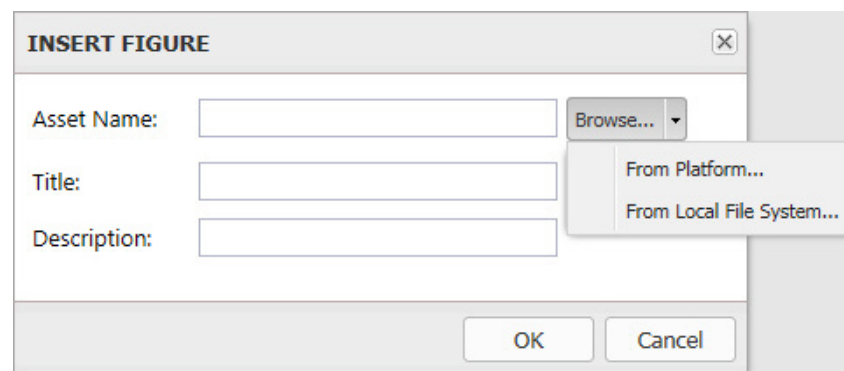 INSERT FIGURE
Asset Name:
Browse...
From Platform...
Title:
From Local File System...
Description:
OK
Cancel